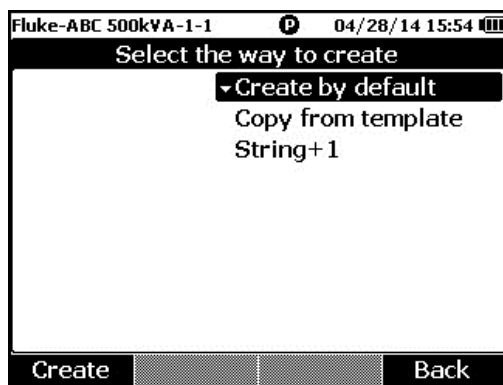 Fluke-ABC 500kVA-1-1 P 04/28/14 15:54
Select the way to create
Create by default
Copy from template
String+1
Create Back